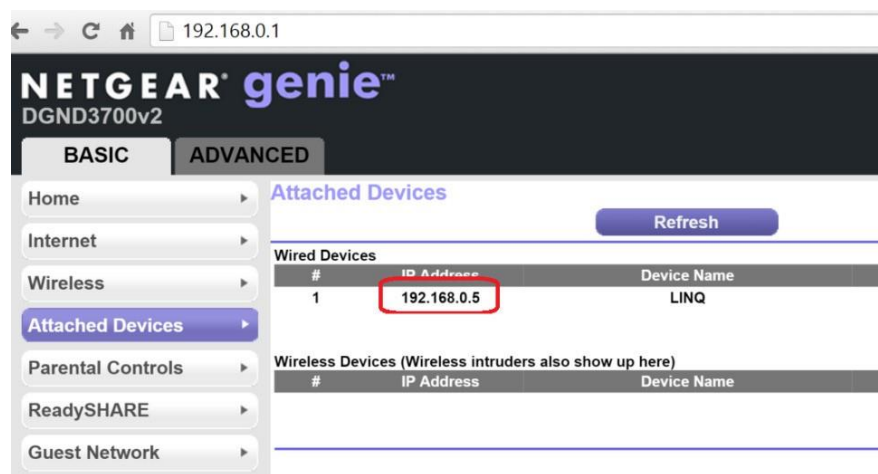 192.168.0.1
NETGEAR® genie™
DGND3700v2
BASIC ADVANCED
Home
Internet
Wireless
Attached Devices
Parental Controls
ReadySHARE
Guest Network
Attached Devices
Refresh
Wired Devices
# IP Address Device Name
1 192.168.0.5 LINQ
Wireless Devices (Wireless intruders also show up here)
# IP Address Device Name